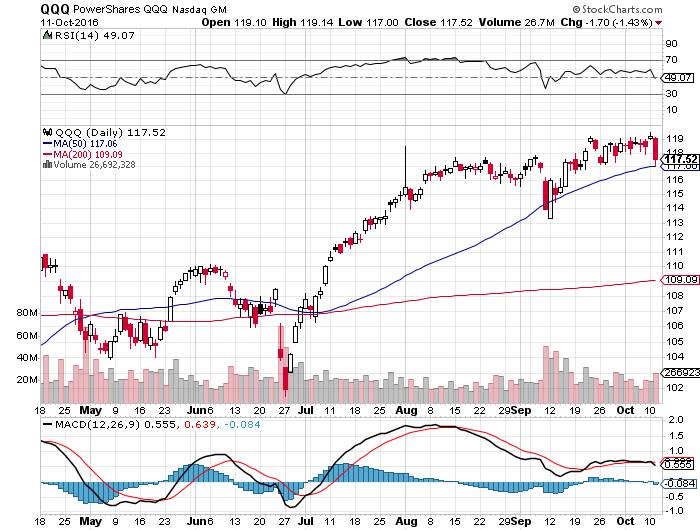 QQQ PowerShares QQQ Nasdaq GM © StockCharts.com
11-Oct-2016 Open 119.10 High 119.14 Low 117.00 Close 117.52 Volume 26.7M Chg -1.70 (-1.43%)
RSI(14) 49.07
90
70
49.07
30
10
QQQ (Daily) 117.52
MA(50) 117.06
MA(200) 109.09
Volume 26,692,328
119
118
117.52
116
115
114
113
112
111
110
109.09
108
107
106
105
104
103
102
80M
60M
40M
20M
266923
18 25 May 9 16 23 Jun 6 13 20 27 Jul 11 18 25 Aug 8 15 22 29 Sep 12 19 26 Oct 10
MACD(12,26,9) 0.555, 0.639, -0.084
2.0
1.5
1.0
0.555
-0.084
-0.5
-1.0
18 25 May 9 16 23 Jun 6 13 20 27 Jul 11 18 25 Aug 8 15 22 29 Sep 12 19 26 Oct 10